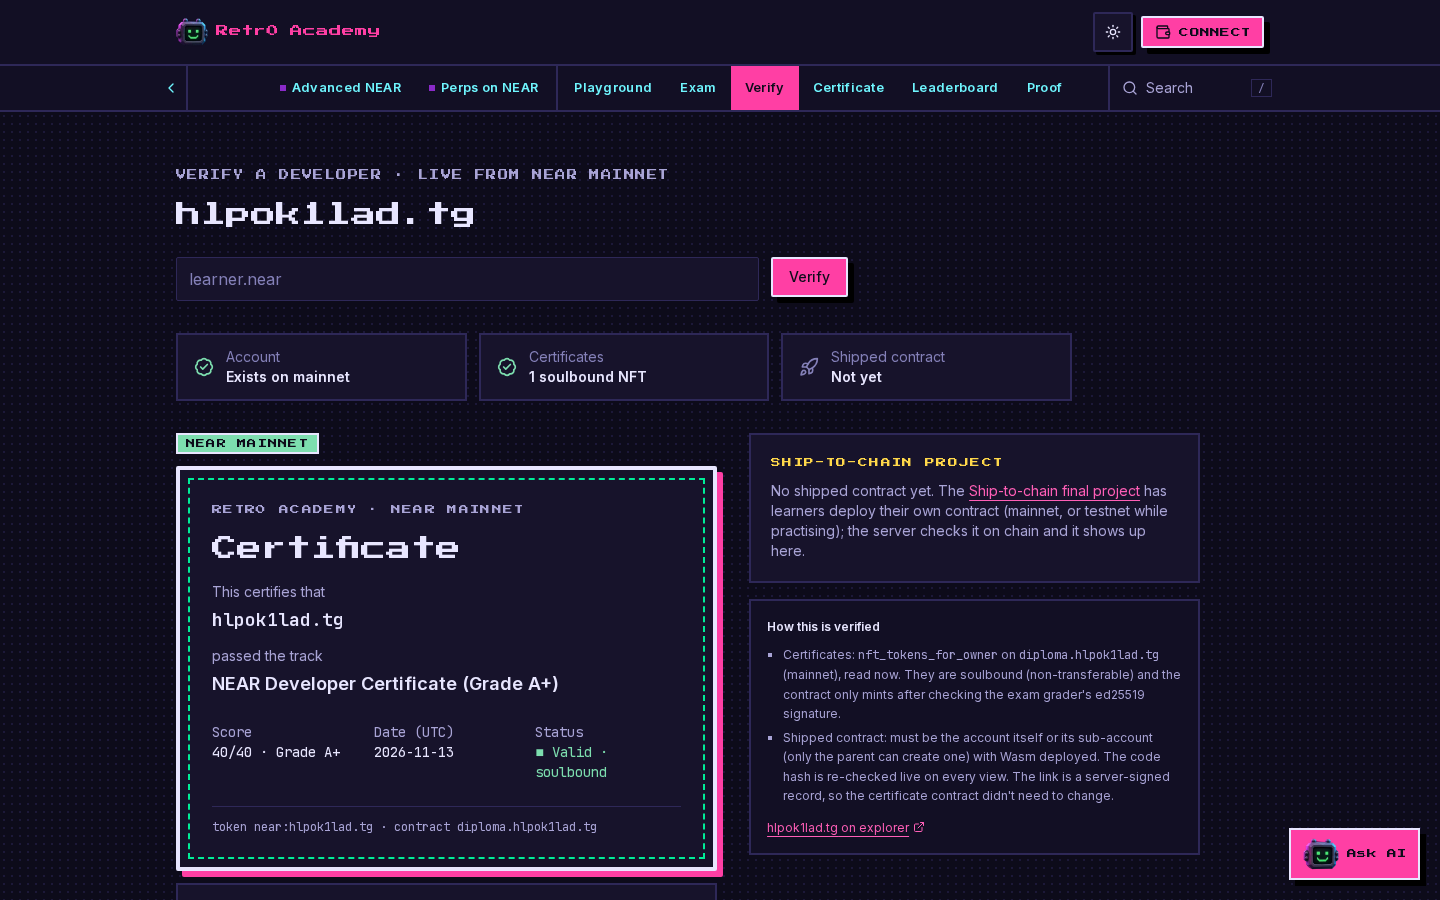 Retr0 Academy
CONNECT
Advanced NEAR
Perps on NEAR
Playground
Exam
Verify
Certificate
Leaderboard
Proof
Search
/
VERIFY A DEVELOPER · LIVE FROM NEAR MAINNET
hlpok1lad.tg
learner.near
Verify
Account
Exists on mainnet
Certificates
1 soulbound NFT
Shipped contract
Not yet
NEAR MAINNET
RETR0 ACADEMY · NEAR MAINNET
Certificate
This certifies that
hlpok1lad.tg
passed the track
NEAR Developer Certificate (Grade A+)
Score
40/40 · Grade A+
Date (UTC)
2026-11-13
Status
■ Valid ·
soulbound
token near:hlpok1lad.tg · contract diploma.hlpok1lad.tg
SHIP-TO-CHAIN PROJECT
No shipped contract yet. The Ship-to-chain final project has
learners deploy their own contract (mainnet, or testnet while
practising); the server checks it on chain and it shows up
here.
How this is verified
Certificates: nft_tokens_for_owner on diploma.hlpok1lad.tg
(mainnet), read now. They are soulbound (non-transferable) and the
contract only mints after checking the exam grader's ed25519
signature.
Shipped contract: must be the account itself or its sub-account
(only the parent can create one) with Wasm deployed. The code
hash is re-checked live on every view. The link is a server-signed
record, so the certificate contract didn't need to change.
hlpok1lad.tg on explorer
Ask AI